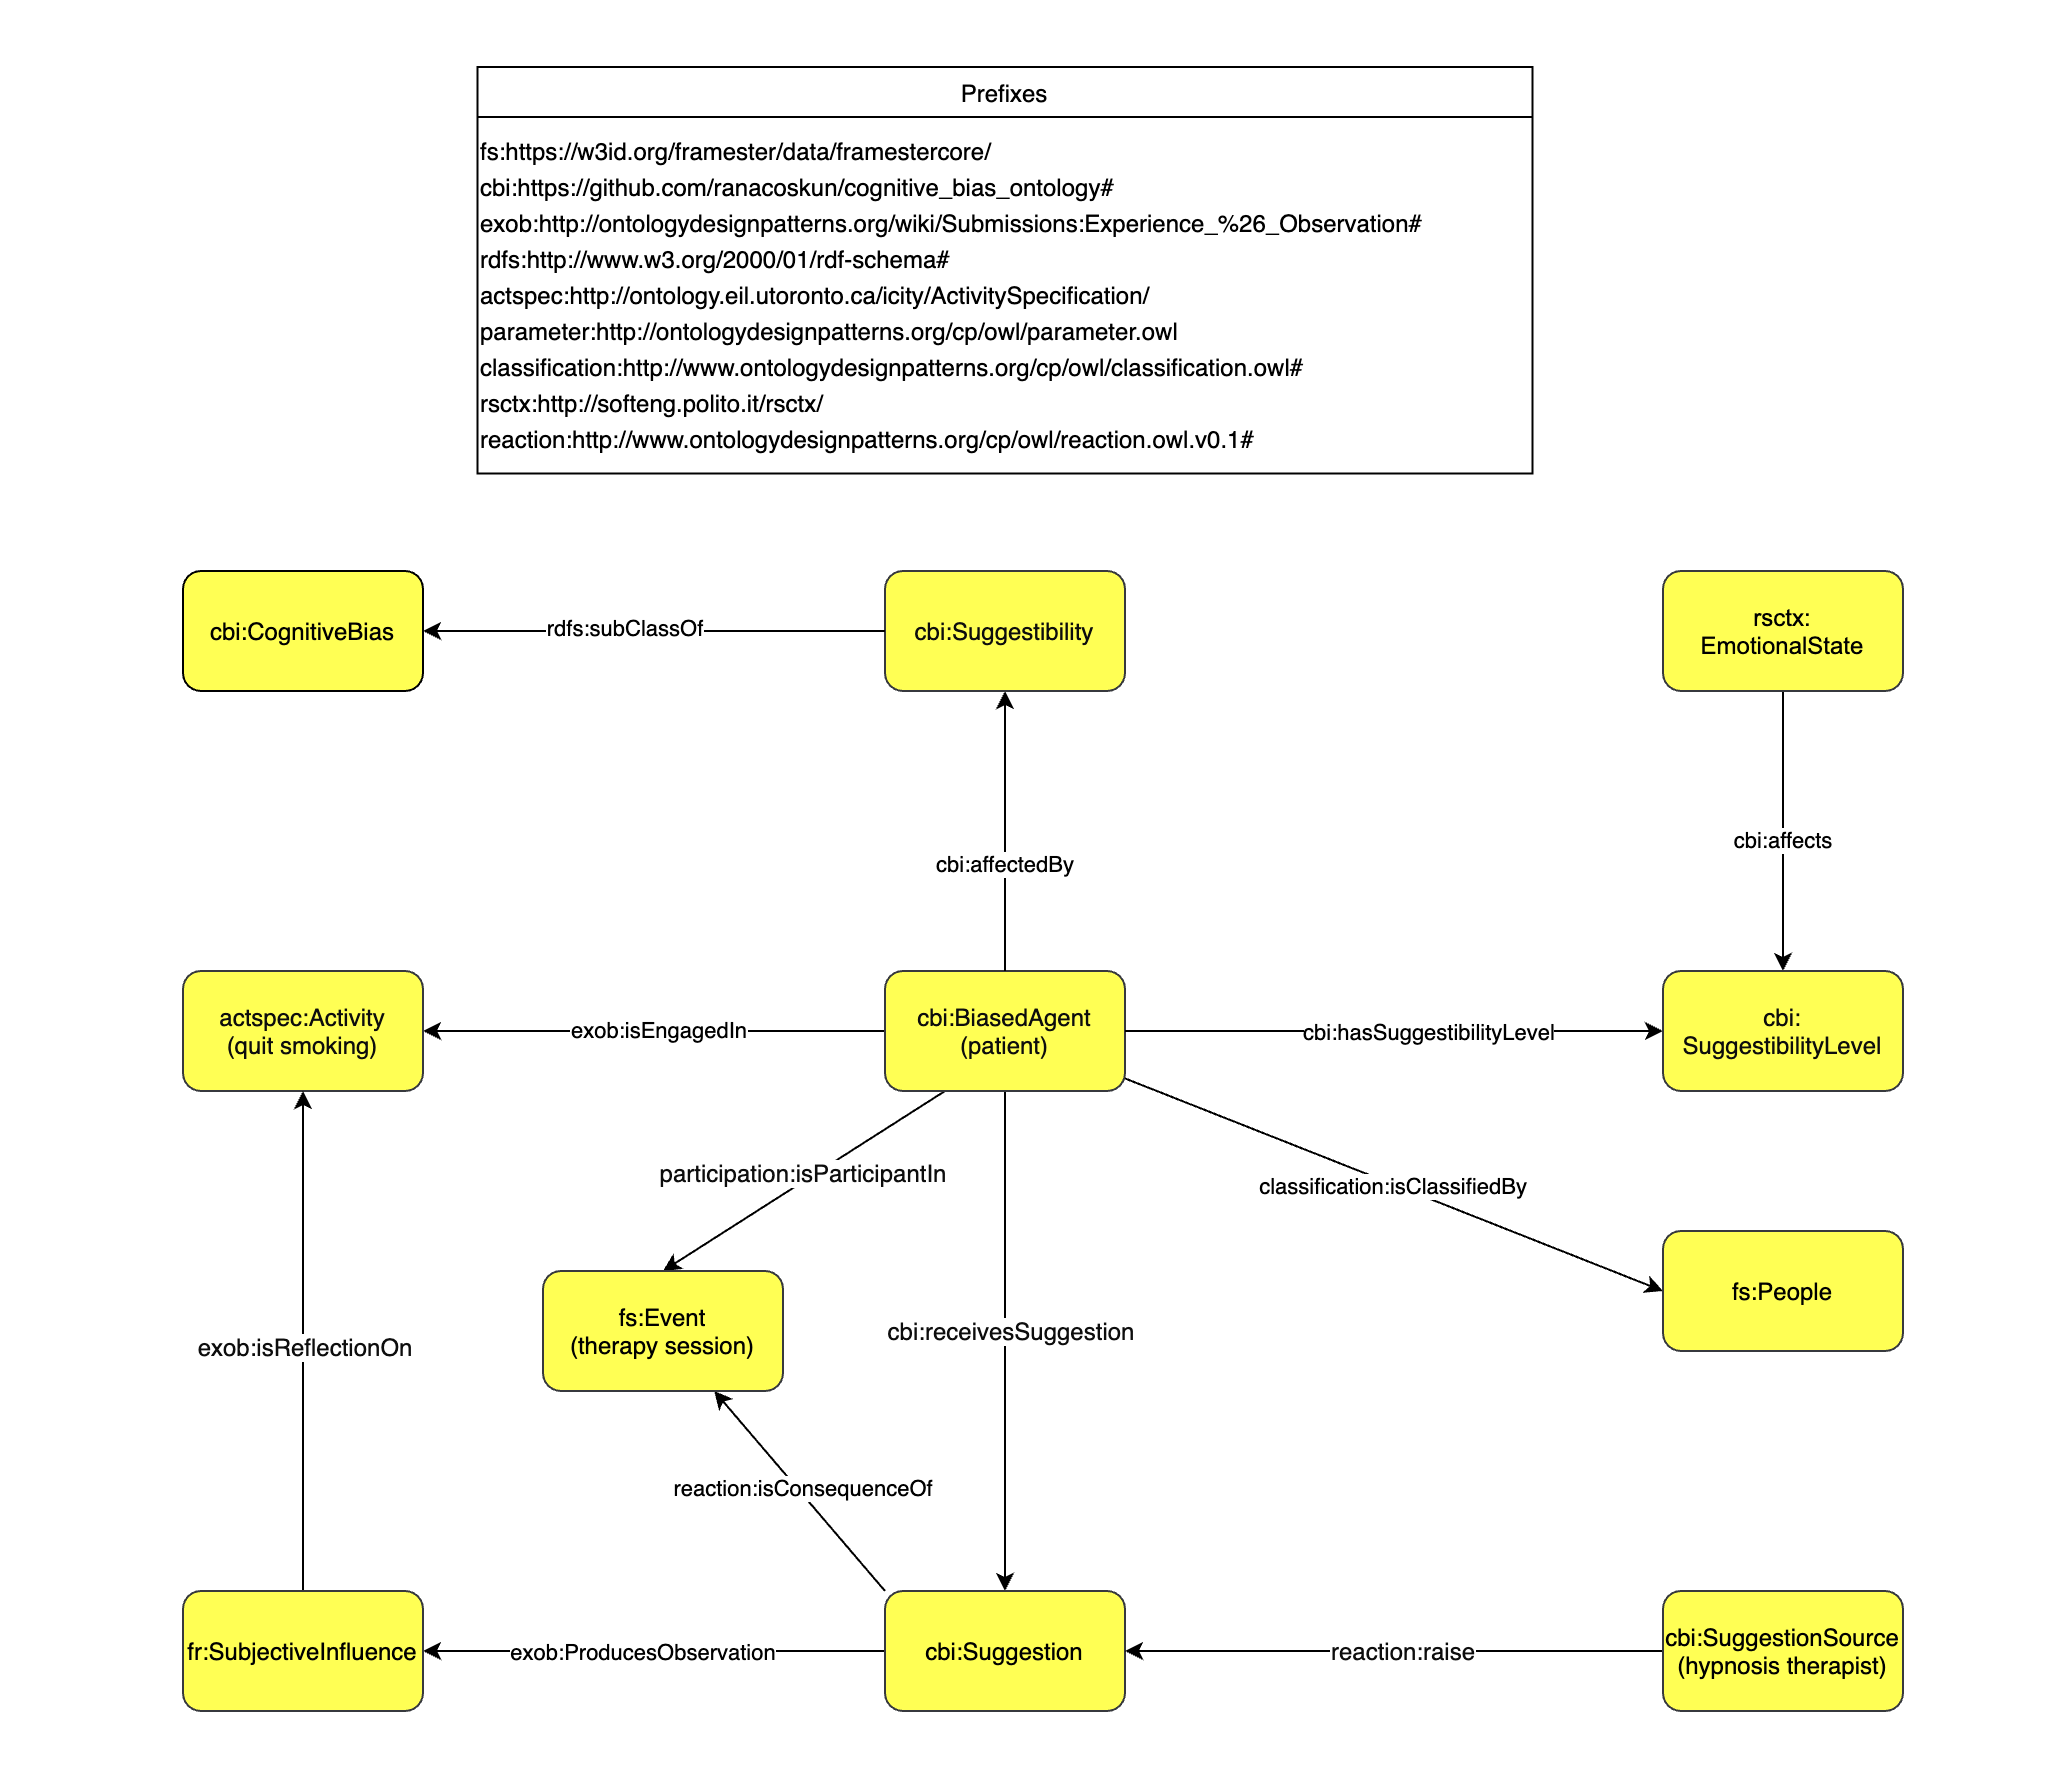 Prefixes
fs:https://w3id.org/framester/data/framestercore/
cbi:https://github.com/ranacoskun/cognitive_bias_ontology#
exob:http://ontologydesignpatterns.org/wiki/Submissions:Experience_%26_Observation#
rdfs:http://www.w3.org/2000/01/rdf-schema#
actspec:http://ontology.eil.utoronto.ca/icity/ActivitySpecification/
parameter:http://ontologydesignpatterns.org/cp/owl/parameter.owl
classification:http://www.ontologydesignpatterns.org/cp/owl/classification.owl#
rsctx:http://softeng.polito.it/rsctx/
reaction:http://www.ontologydesignpatterns.org/cp/owl/reaction.owl.v0.1#
cbi:CognitiveBias
rdfs:subClassOf
cbi:Suggestibility
rsctx:
EmotionalState
cbi:affects
cbi:affectedBy
actspec:Activity
(quit smoking)
exob:isEngagedIn
cbi:BiasedAgent
(patient)
cbi:hasSuggestibilityLevel
cbi:
SuggestibilityLevel
participation:isParticipantIn
classification:isClassifiedBy
fs:Event
(therapy session)
cbi:receivesSuggestion
fs:People
exob:isReflectionOn
reaction:isConsequenceOf
fr:SubjectiveInfluence
exob:ProducesObservation
cbi:Suggestion
reaction:raise
cbi:SuggestionSource
(hypnosis therapist)